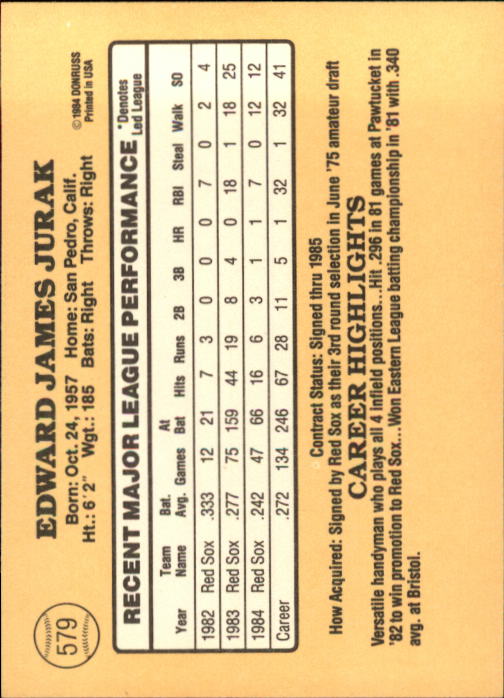 579
EDWARD JAMES JURAK
Born: Oct. 24, 1957 Home: San Pedro, Calif.
Ht.: 6'2" Wgt.: 185 Bats: Right Throws: Right
©1984 DONRUSS
Printed in USA
RECENT MAJOR LEAGUE PERFORMANCE *Denotes Led League
Year Team Name Bat. Avg. Games At Bat Hits Runs 2B 3B HR RBI Steal Walk SO
1982 Red Sox .333 12 21 7 3 0 0 0 7 0 2 4
1983 Red Sox .277 75 159 44 19 8 4 0 18 1 18 25
1984 Red Sox .242 47 66 16 6 3 1 1 7 0 12 12
Career .272 134 246 67 28 11 5 1 32 1 32 41
Contract Status: Signed thru 1985
How Acquired: Signed by Red Sox as their 3rd round selection in June '75 amateur draft
CAREER HIGHLIGHTS
Versatile handyman who plays all 4 infield positions...Hit .296 in 81 games at Pawtucket in
'82 to win promotion to Red Sox...Won Eastern League batting championship in '81 with .340
avg. at Bristol.